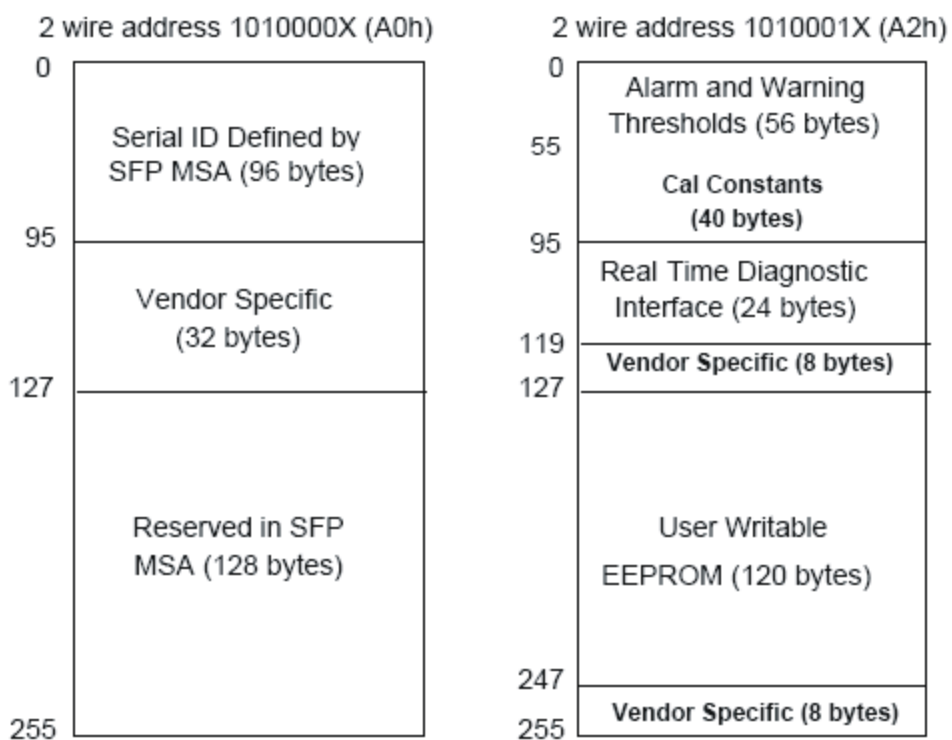 2 wire address 1010000X (A0h)
0
Serial ID Defined by
SFP MSA (96 bytes)
95
Vendor Specific
(32 bytes)
127
Reserved in SFP
MSA (128 bytes)
255
2 wire address 1010001X (A2h)
0
Alarm and Warning
Thresholds (56 bytes)
55
Cal Constants
(40 bytes)
95
Real Time Diagnostic
Interface (24 bytes)
119
Vendor Specific (8 bytes)
127
User Writable
EEPROM (120 bytes)
247
Vendor Specific (8 bytes)
255